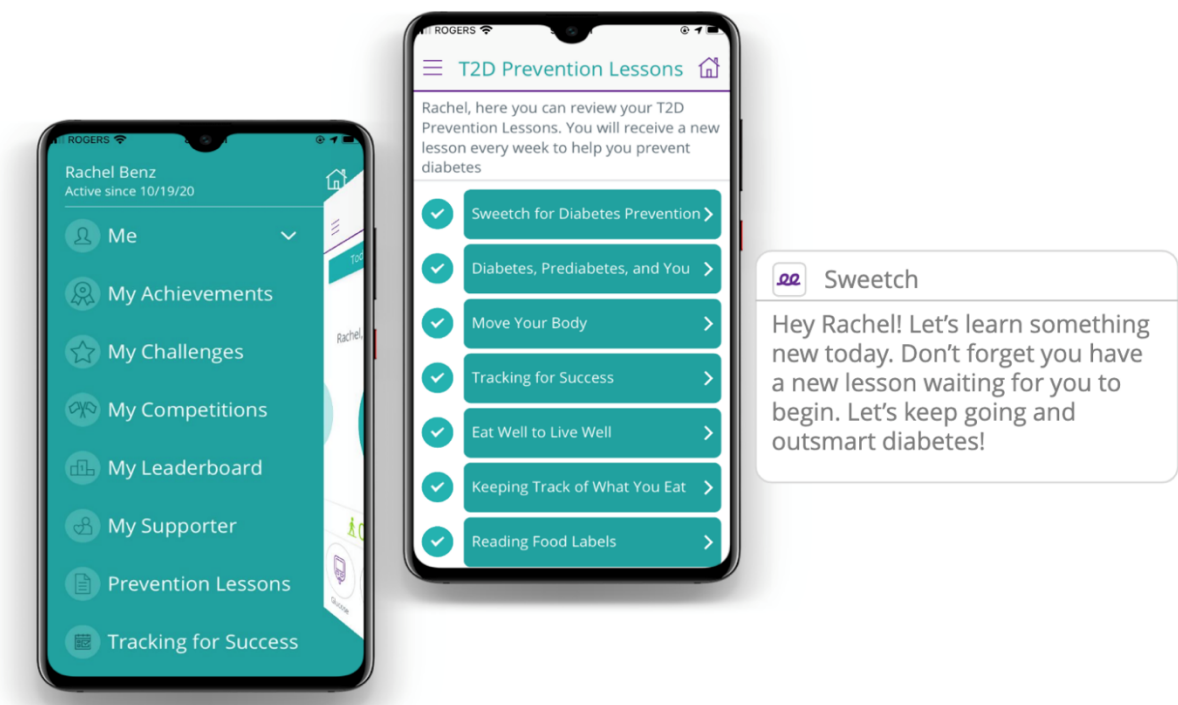 ROGERS
Rachel Benz
Active since 10/19/20
Me
My Achievements
My Challenges
My Competitions
My Leaderboard
My Supporter
Prevention Lessons
Tracking for Success
Rachel,
Glucose
ROGERS
T2D Prevention Lessons
Rachel, here you can review your T2D
Prevention Lessons. You will receive a new
lesson every week to help you prevent
diabetes
Sweetch for Diabetes Prevention
Diabetes, Prediabetes, and You
Move Your Body
Tracking for Success
Eat Well to Live Well
Keeping Track of What You Eat
Reading Food Labels
Sweetch
Hey Rachel! Let’s learn something
new today. Don’t forget you have
a new lesson waiting for you to
begin. Let’s keep going and
outsmart diabetes!